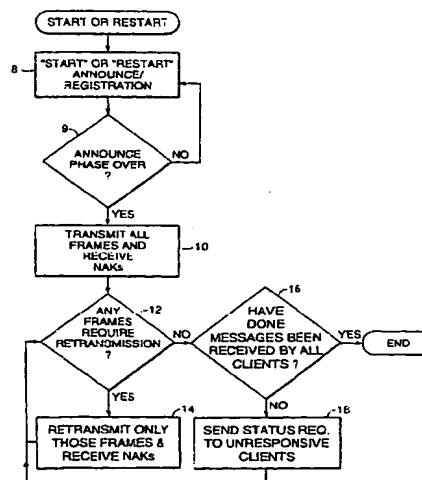 START OR RESTART
8
"START" OR "RESTART"
ANNOUNCE/
REGISTRATION
9
ANNOUNCE
PHASE OVER
?
NO
YES
TRANSMIT ALL
FRAMES AND
RECEIVE
NAKs
10
12
ANY
FRAMES
REQUIRE
RETRANSMISSION
?
NO
YES
16
HAVE
DONE
MESSAGES BEEN
RECEIVED BY ALL
CLIENTS ?
YES
END
NO
14
RETRANSMIT ONLY
THOSE FRAMES &
RECEIVE NAKs
18
SEND STATUS REQ.
TO UNRESPONSIVE
CLIENTS